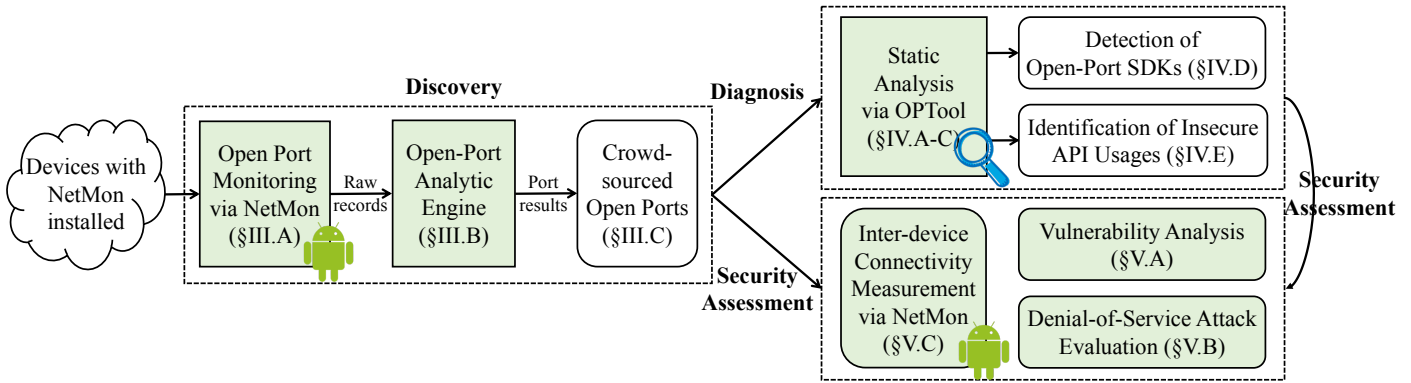 Devices with
NetMon
installed
Discovery
Open Port
Monitoring
via NetMon
(§III.A)
Raw
records
Open-Port
Analytic
Engine
(§III.B)
Port
results
Crowd-
sourced
Open Ports
(§III.C)
Diagnosis
Static
Analysis
via OPTool
(§IV.A-C)
Detection of
Open-Port SDKs (§IV.D)
Identification of Insecure
API Usages (§IV.E)
Security
Assessment
Security
Assessment
Inter-device
Connectivity
Measurement
via NetMon
(§V.C)
Vulnerability Analysis
(§V.A)
Denial-of-Service Attack
Evaluation (§V.B)